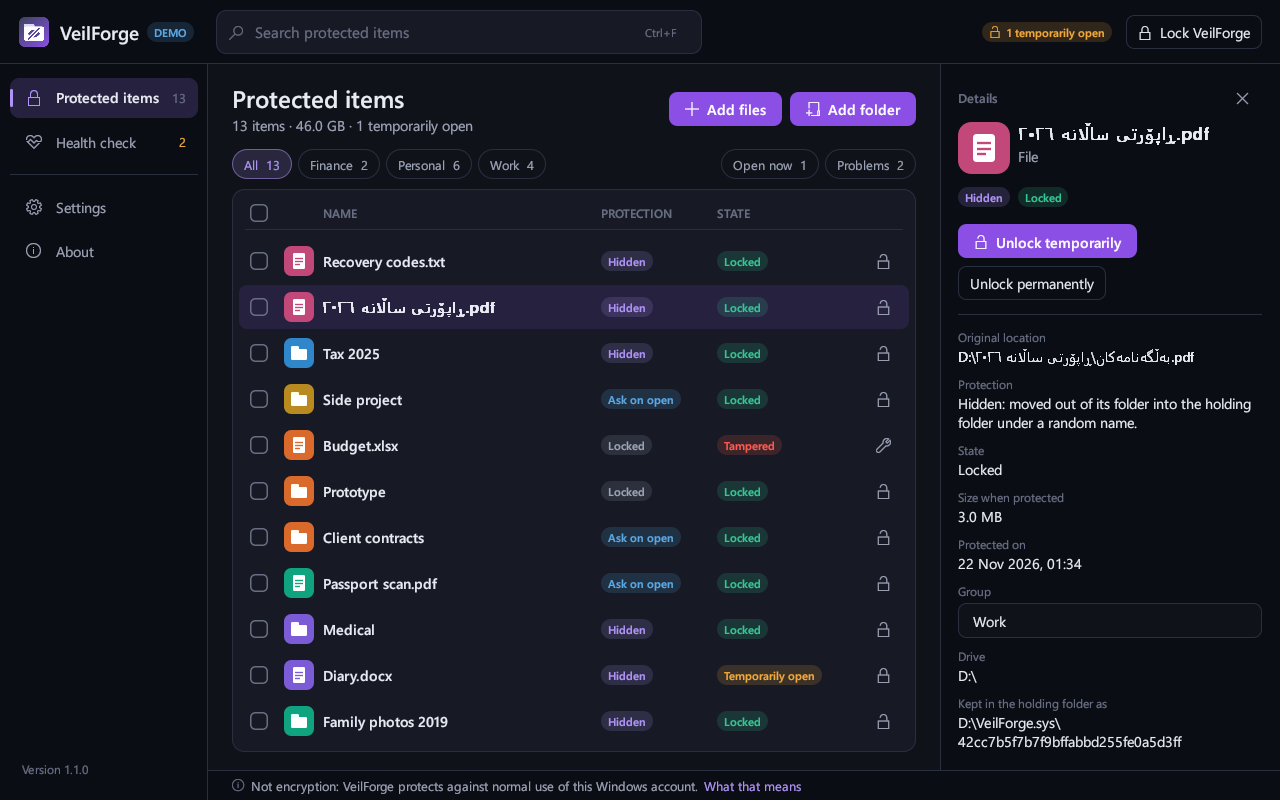 VeilForge DEMO
Search protected items Ctrl+F
1 temporarily open
Lock VeilForge
Protected items 13
Health check 2
Settings
About
Version 1.1.0
Protected items
13 items · 46.0 GB · 1 temporarily open
Add files
Add folder
All 13
Finance 2
Personal 6
Work 4
Open now 1
Problems 2
NAME PROTECTION STATE
Recovery codes.txt Hidden Locked
ڕاپۆرتی ساڵانە ٢٠٢٦.pdf Hidden Locked
Tax 2025 Hidden Locked
Side project Ask on open Locked
Budget.xlsx Locked Tampered
Prototype Locked Locked
Client contracts Ask on open Locked
Passport scan.pdf Ask on open Locked
Medical Hidden Locked
Diary.docx Hidden Temporarily open
Family photos 2019 Hidden Locked
Details
ڕاپۆرتی ساڵانە ٢٠٢٦.pdf
File
Hidden Locked
Unlock temporarily
Unlock permanently
Original location
D:\بەڵگەنامەکان\ڕاپۆرتی ساڵانە ٢٠٢٦.pdf
Protection
Hidden: moved out of its folder into the holding
folder under a random name.
State
Locked
Size when protected
3.0 MB
Protected on
22 Nov 2026, 01:34
Group
Work
Drive
D:\
Kept in the holding folder as
D:\VeilForge.sys\
42cc7b5f7b7f9bffabbd255fe0a5d3ff
Not encryption: VeilForge protects against normal use of this Windows account. What that means